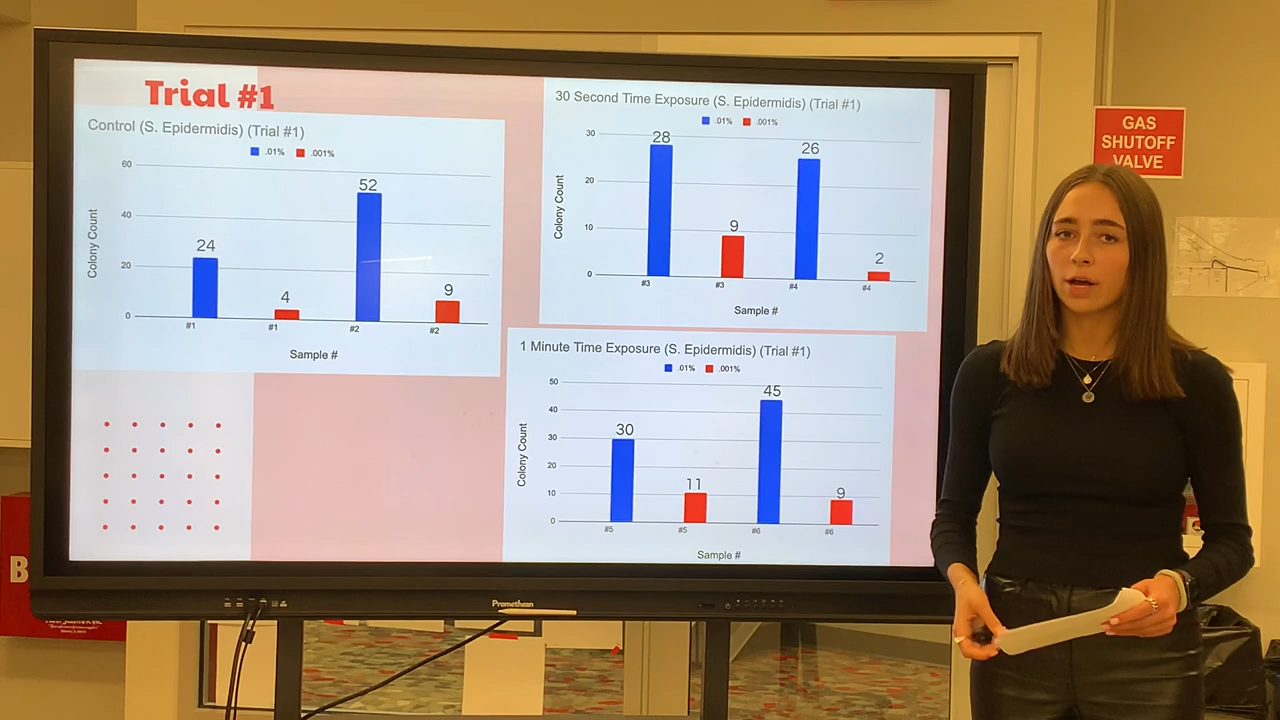 Trial #1
Control (S. Epidermidis) (Trial #1)
.01% .001%
60
40
20
0
Colony Count
24
4
52
9
#1 #1 #2 #2
Sample #
30 Second Time Exposure (S. Epidermidis) (Trial #1)
.01% .001%
30
20
10
0
Colony Count
28
9
26
2
#3 #3 #4 #4
Sample #
1 Minute Time Exposure (S. Epidermidis) (Trial #1)
.01% .001%
50
40
30
20
10
0
Colony Count
30
11
45
9
#5 #5 #6 #6
Sample #
Promethean
GAS
SHUTOFF
VALVE
B